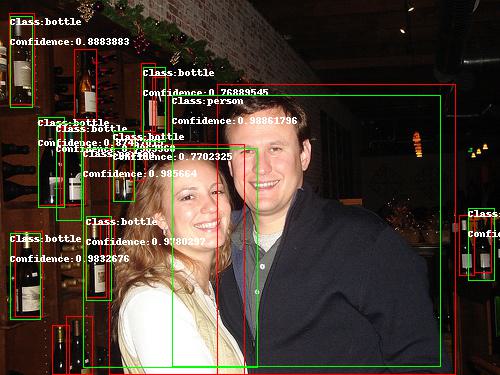 Class:bottle
Confidence:0.8883883
Class:bottle
Confidence:0.76889545
Class:person
Confidence:0.98861796
Class:bottle
Class:bottle
Class:bottle
Confidence:0.7702325
Confidence:0.985664
Class:bottle
Confidence:0.9780297
Class:bottle
Confidence:0.9832676
Class:
Confide